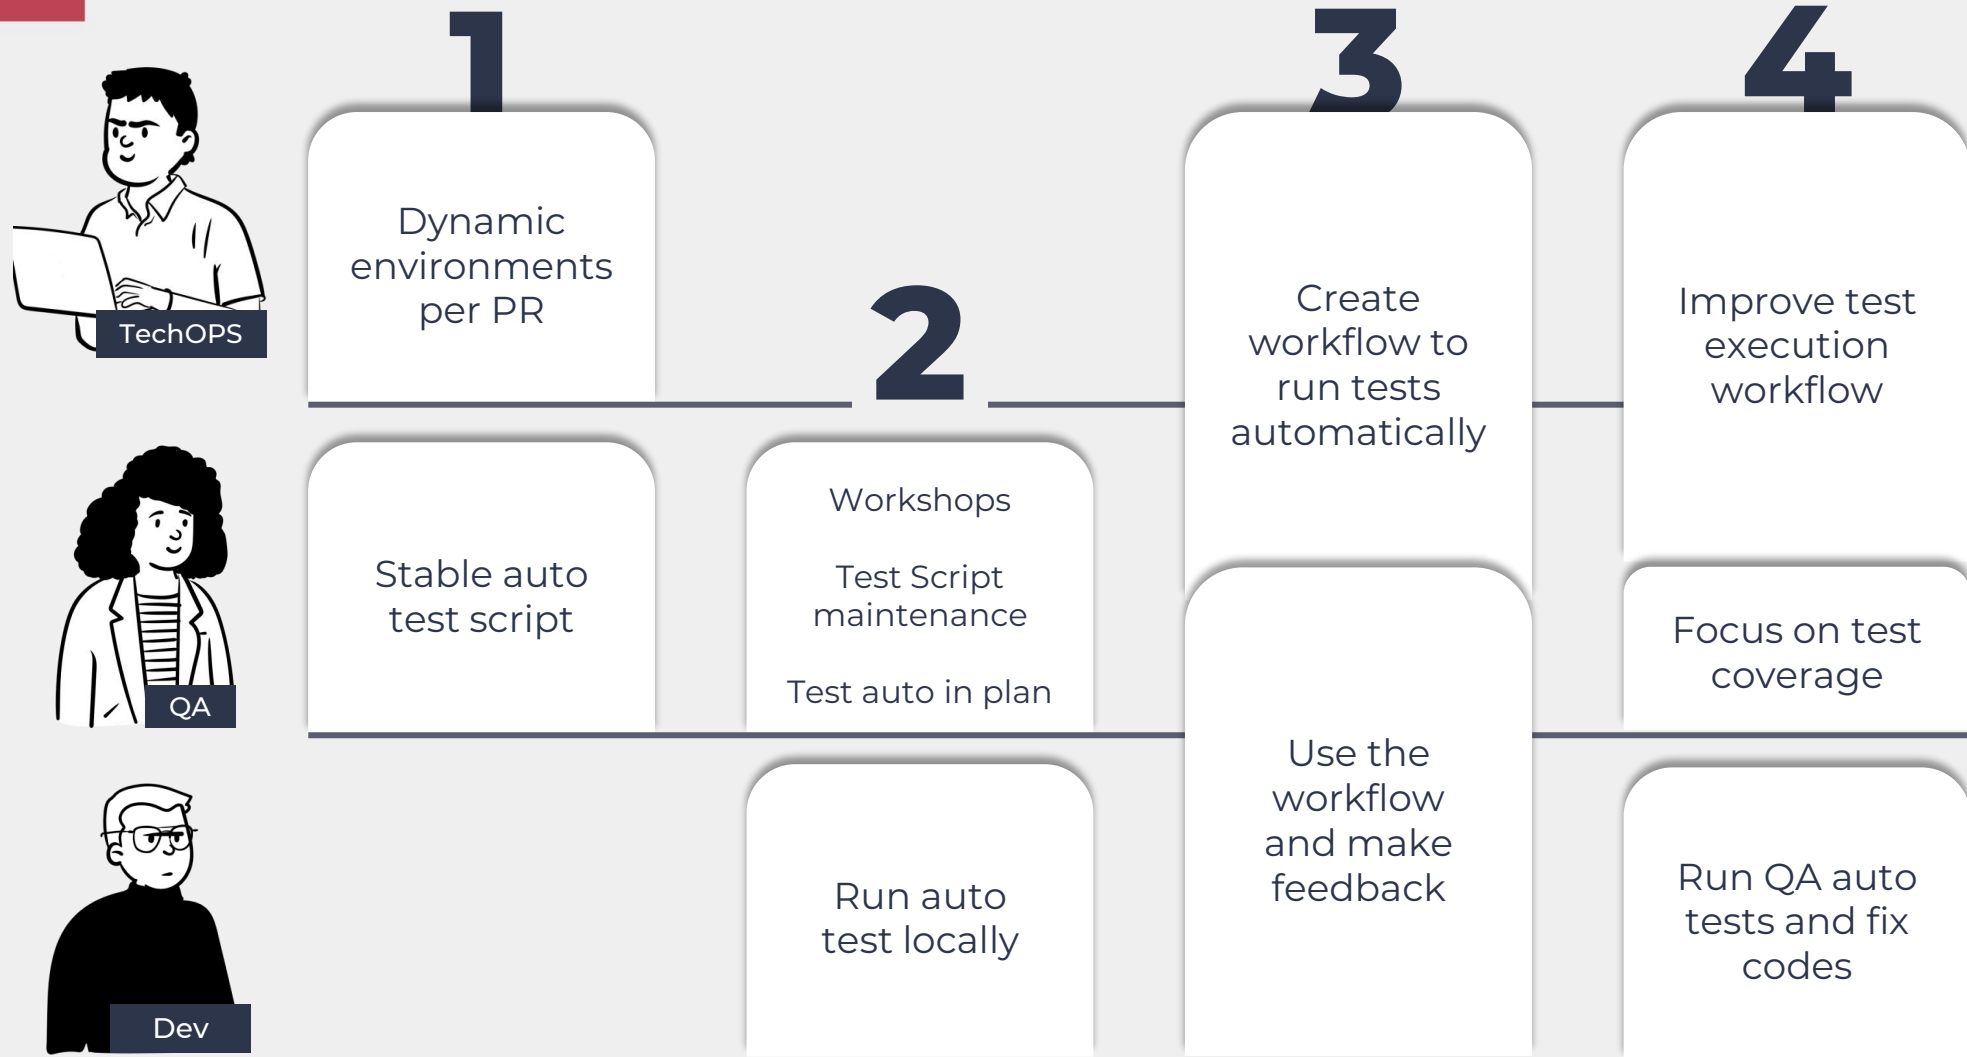 1
2
3
4
TechOPS
Dynamic
environments
per PR
Create
workflow to
run tests
automatically
Improve test
execution
workflow
QA
Stable auto
test script
Workshops
Test Script
maintenance
Test auto in plan
Use the
workflow
and make
feedback
Focus on test
coverage
Dev
Run auto
test locally
Run QA auto
tests and fix
codes